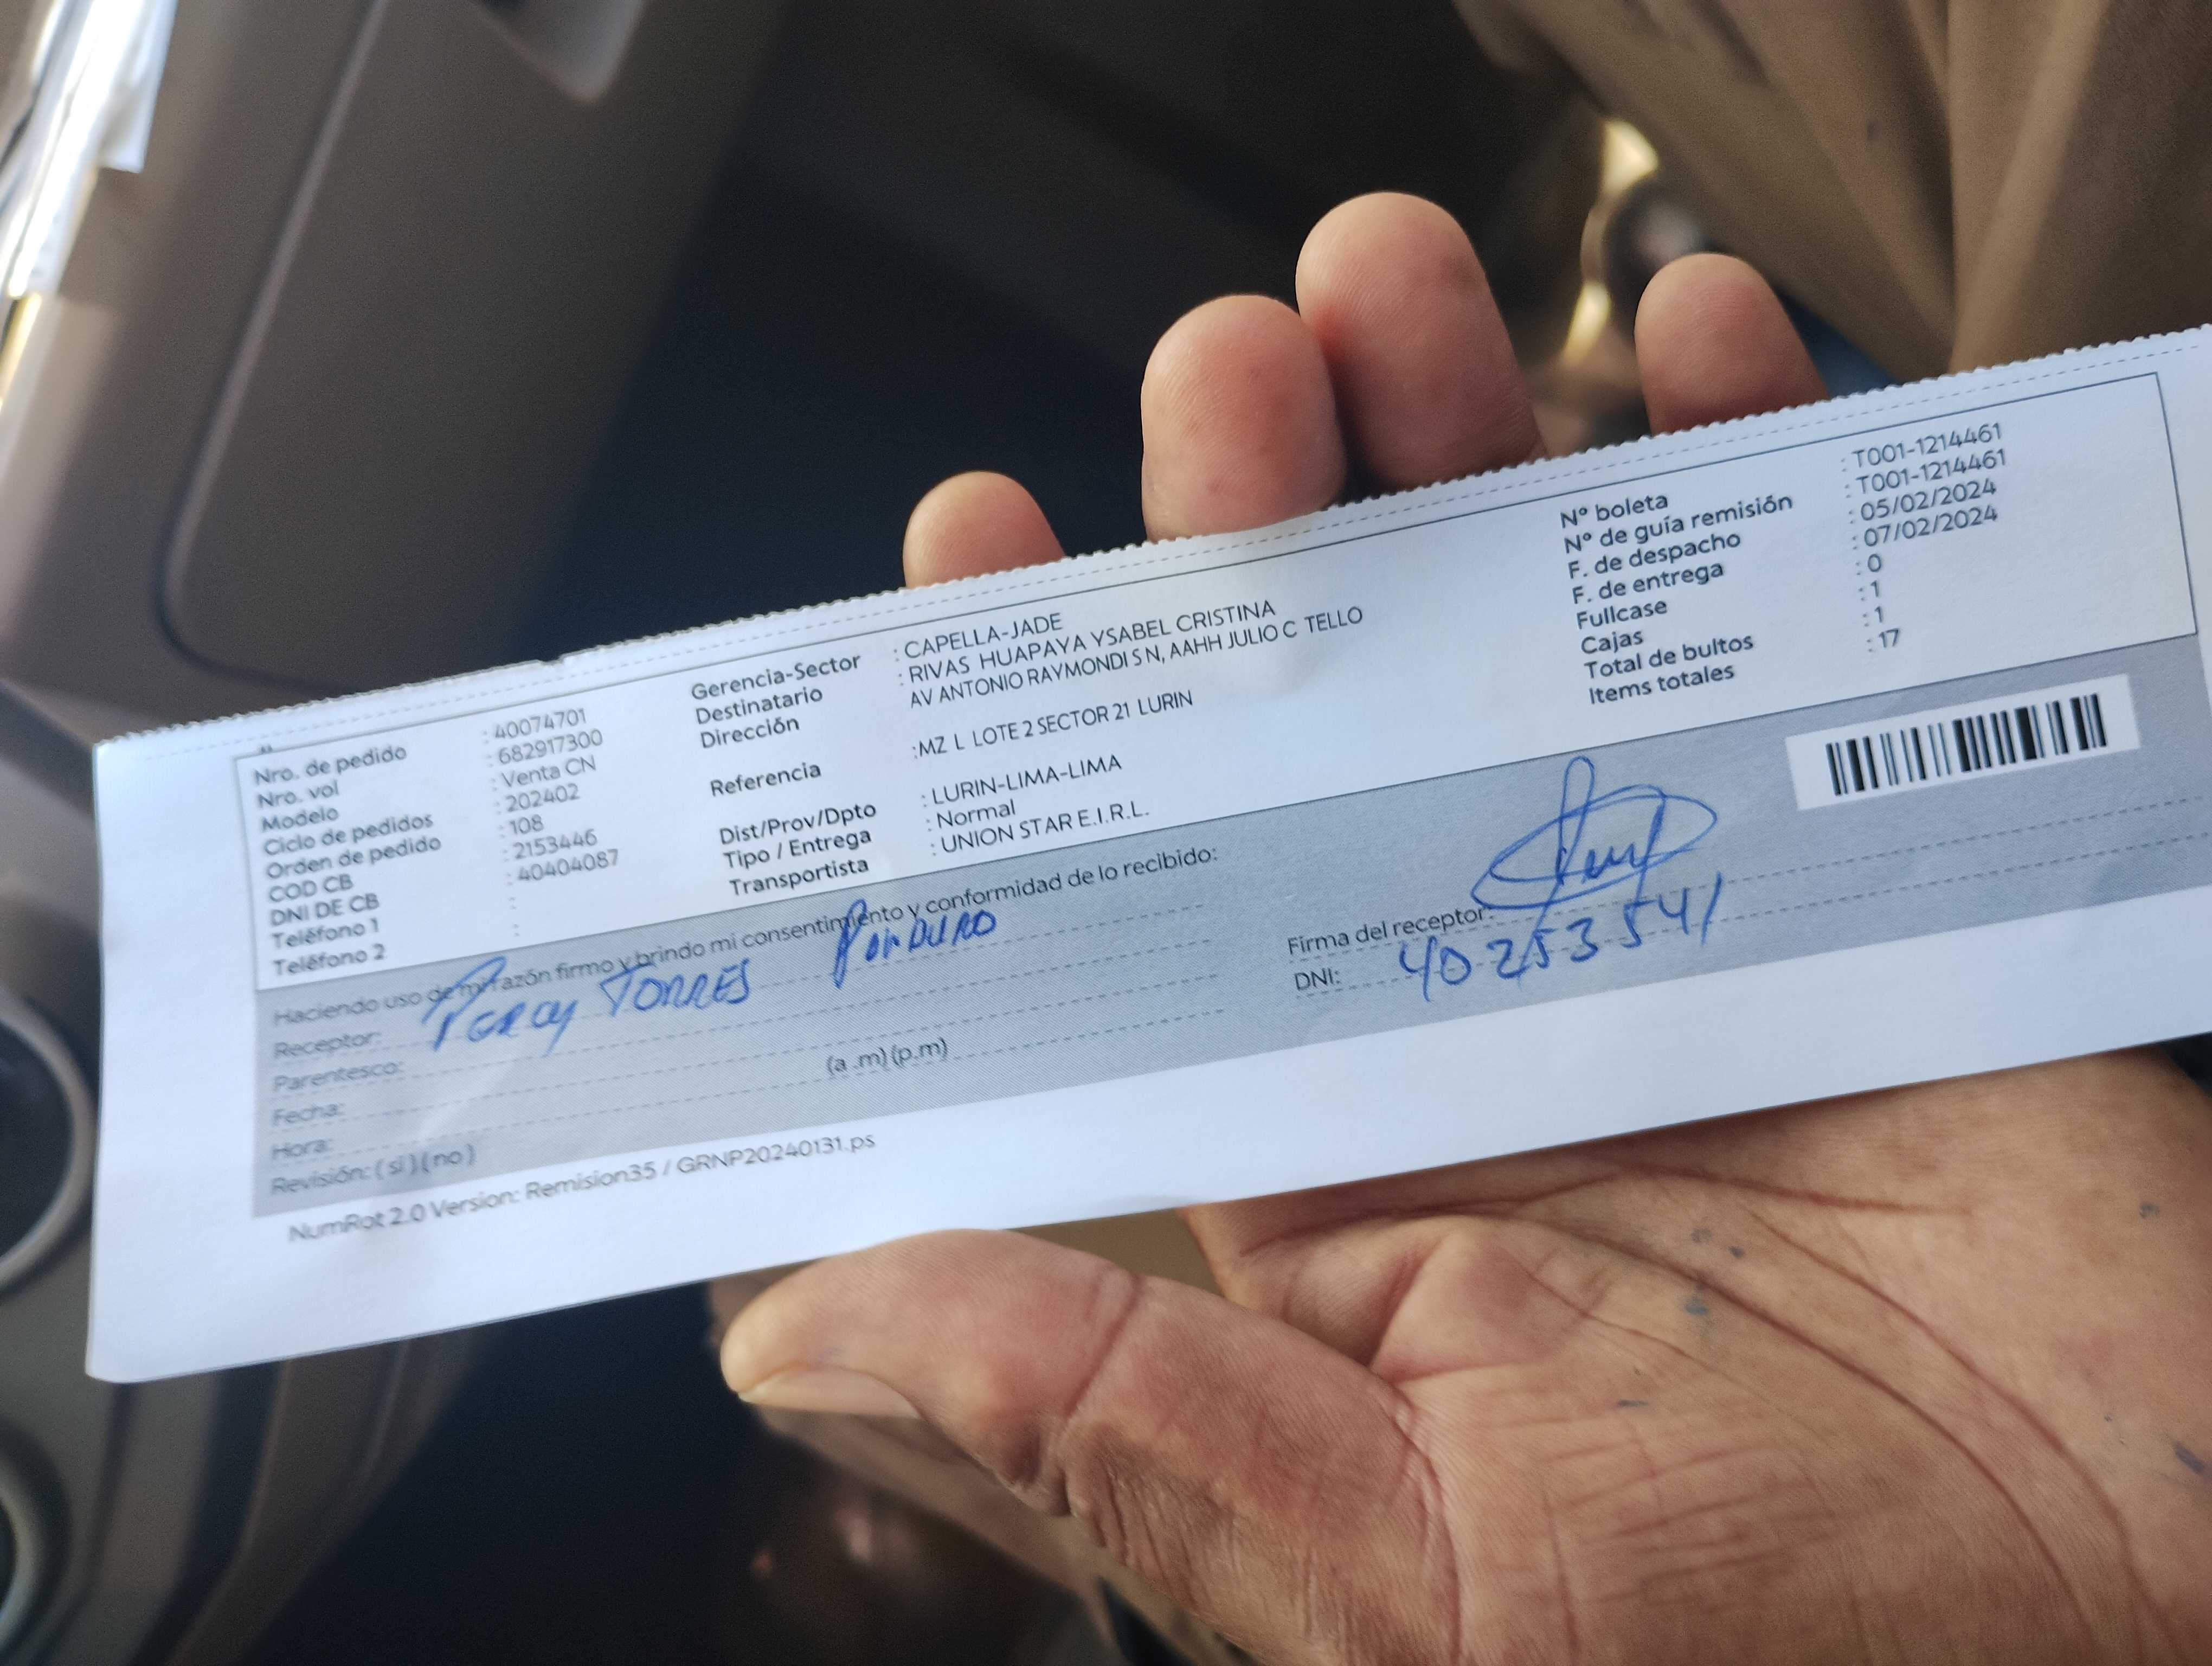 Nro. de pedido : 40074701
Nro. vol : 682917300
Modelo : Venta CN
Ciclo de pedidos : 202402
Orden de pedido : 108
COD CB : 2153446
DNI DE CB : 40404087
Teléfono 1 :
Teléfono 2 :
Gerencia-Sector : CAPELLA-JADE
Destinatario : RIVAS HUAPAYA YSABEL CRISTINA
Dirección AV ANTONIO RAYMONDI S N, AAHH JULIO C TELLO
Referencia :MZ L LOTE 2 SECTOR 21 LURIN
Dist/Prov/Dpto : LURIN-LIMA-LIMA
Tipo / Entrega : Normal
Transportista : UNION STAR E.I.R.L.
Nº boleta : T001-1214461
Nº de guía remisión : T001-1214461
F. de despacho : 05/02/2024
F. de entrega : 07/02/2024
Fullcase : 0
Cajas : 1
Total de bultos : 1
Items totales : 17
Haciendo uso de mi razón firmo y brindo mi consentimiento y conformidad de lo recibido:
Receptor: PERCY TORRES
Parentesco:
Fecha:
Hora: (a .m) (p.m)
Revisión: ( si ) ( no )
Firma del receptor:
DNI: 40253541
NumRot 2.0 Version: Remision35 / GRNP20240131.ps